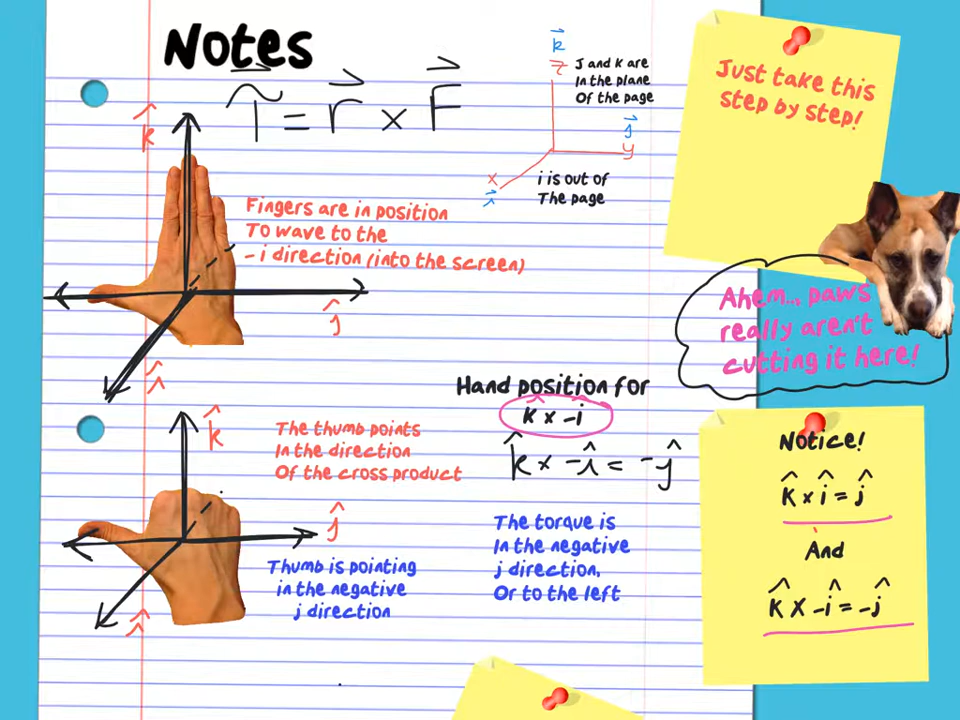 Notes
τ⃗ = r⃗ × F⃗
k⃗
z
J and k are
In the plane
Of the page
j⃗
y
x
i⃗
i is out of
The page
Just take this
step by step!
k̂
Fingers are in position
To wave to the
- i direction (into the screen)
ĵ
î
Ahem... paws
really aren't
cutting it here!
Hand position for
k̂ × -î
k̂ × -î = -ĵ
k̂
The thumb points
In the direction
Of the cross product
ĵ
î
Thumb is pointing
in the negative
j direction
The torque is
In the negative
j direction,
Or to the left
Notice!
k̂ × î = ĵ
And
k̂ × -î = -ĵ